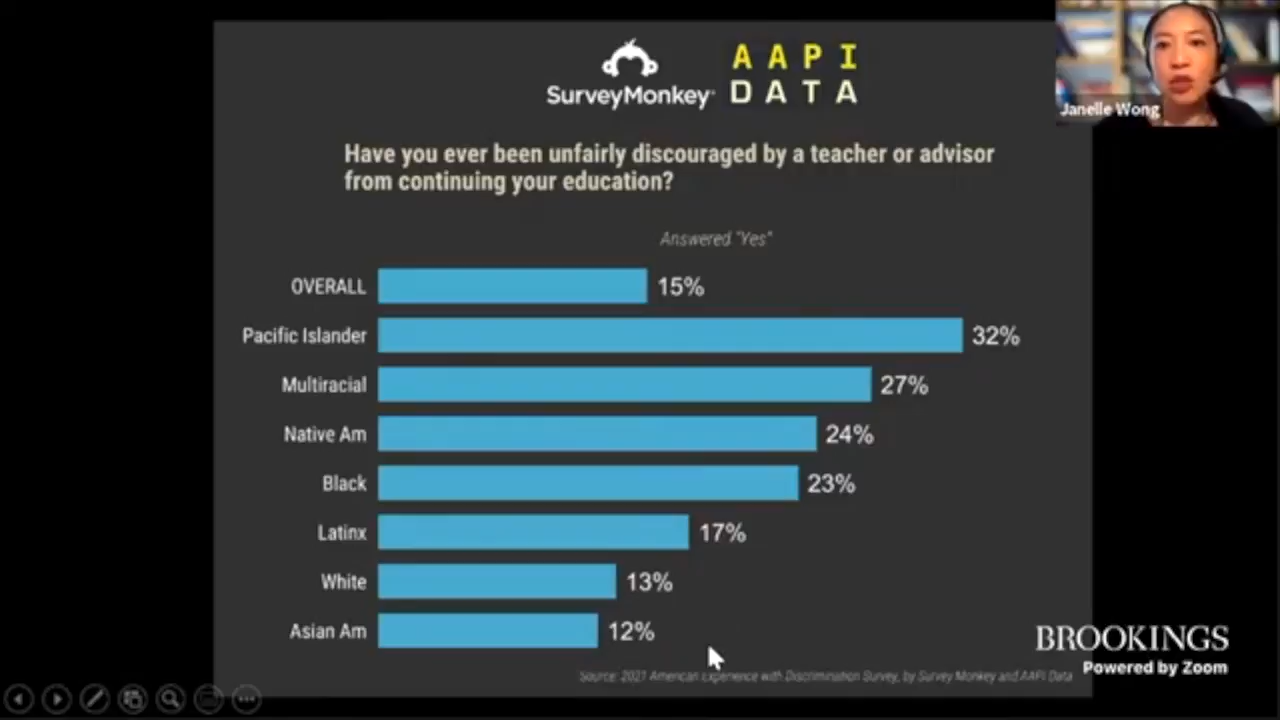 SurveyMonkey
AAPI
DATA
Janelle Wong
Have you ever been unfairly discouraged by a teacher or advisor
from continuing your education?
Answered "Yes"
OVERALL 15%
Pacific Islander 32%
Multiracial 27%
Native Am 24%
Black 23%
Latinx 17%
White 13%
Asian Am 12%
BROOKINGS
Powered by Zoom
Source: 2021 American Experience with Discrimination Survey, by Survey Monkey and AAPI Data